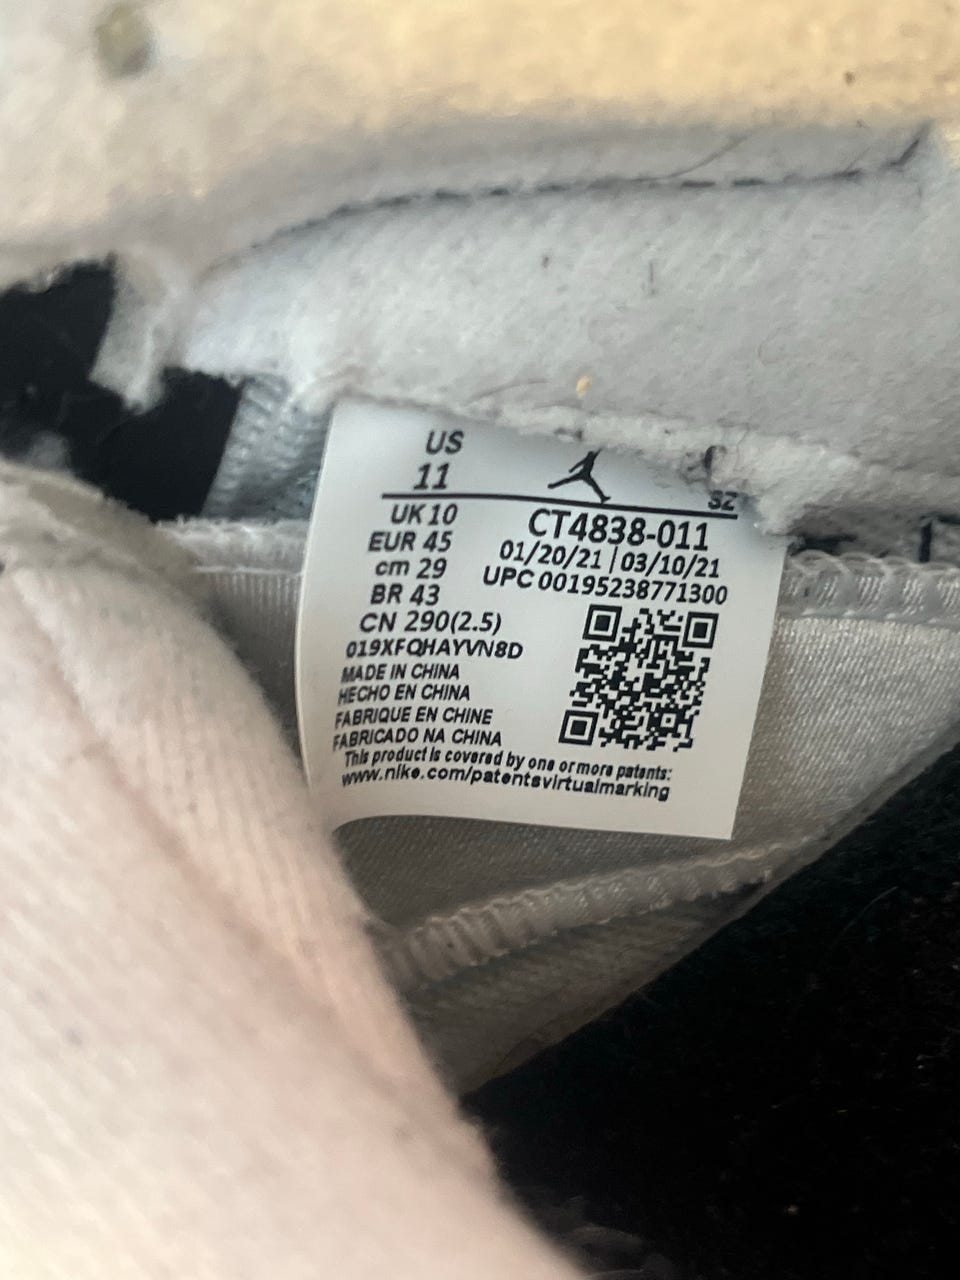 US
11
SZ
UK 10
EUR 45
cm 29
BR 43
CN 290(2.5)
CT4838-011
01/20/21 | 03/10/21
UPC 00195238771300
019XFQHAYVN8D
MADE IN CHINA
HECHO EN CHINA
FABRIQUE EN CHINE
FABRICADO NA CHINA
This product is covered by one or more patents:
www.nike.com/patentsvirtualmarking